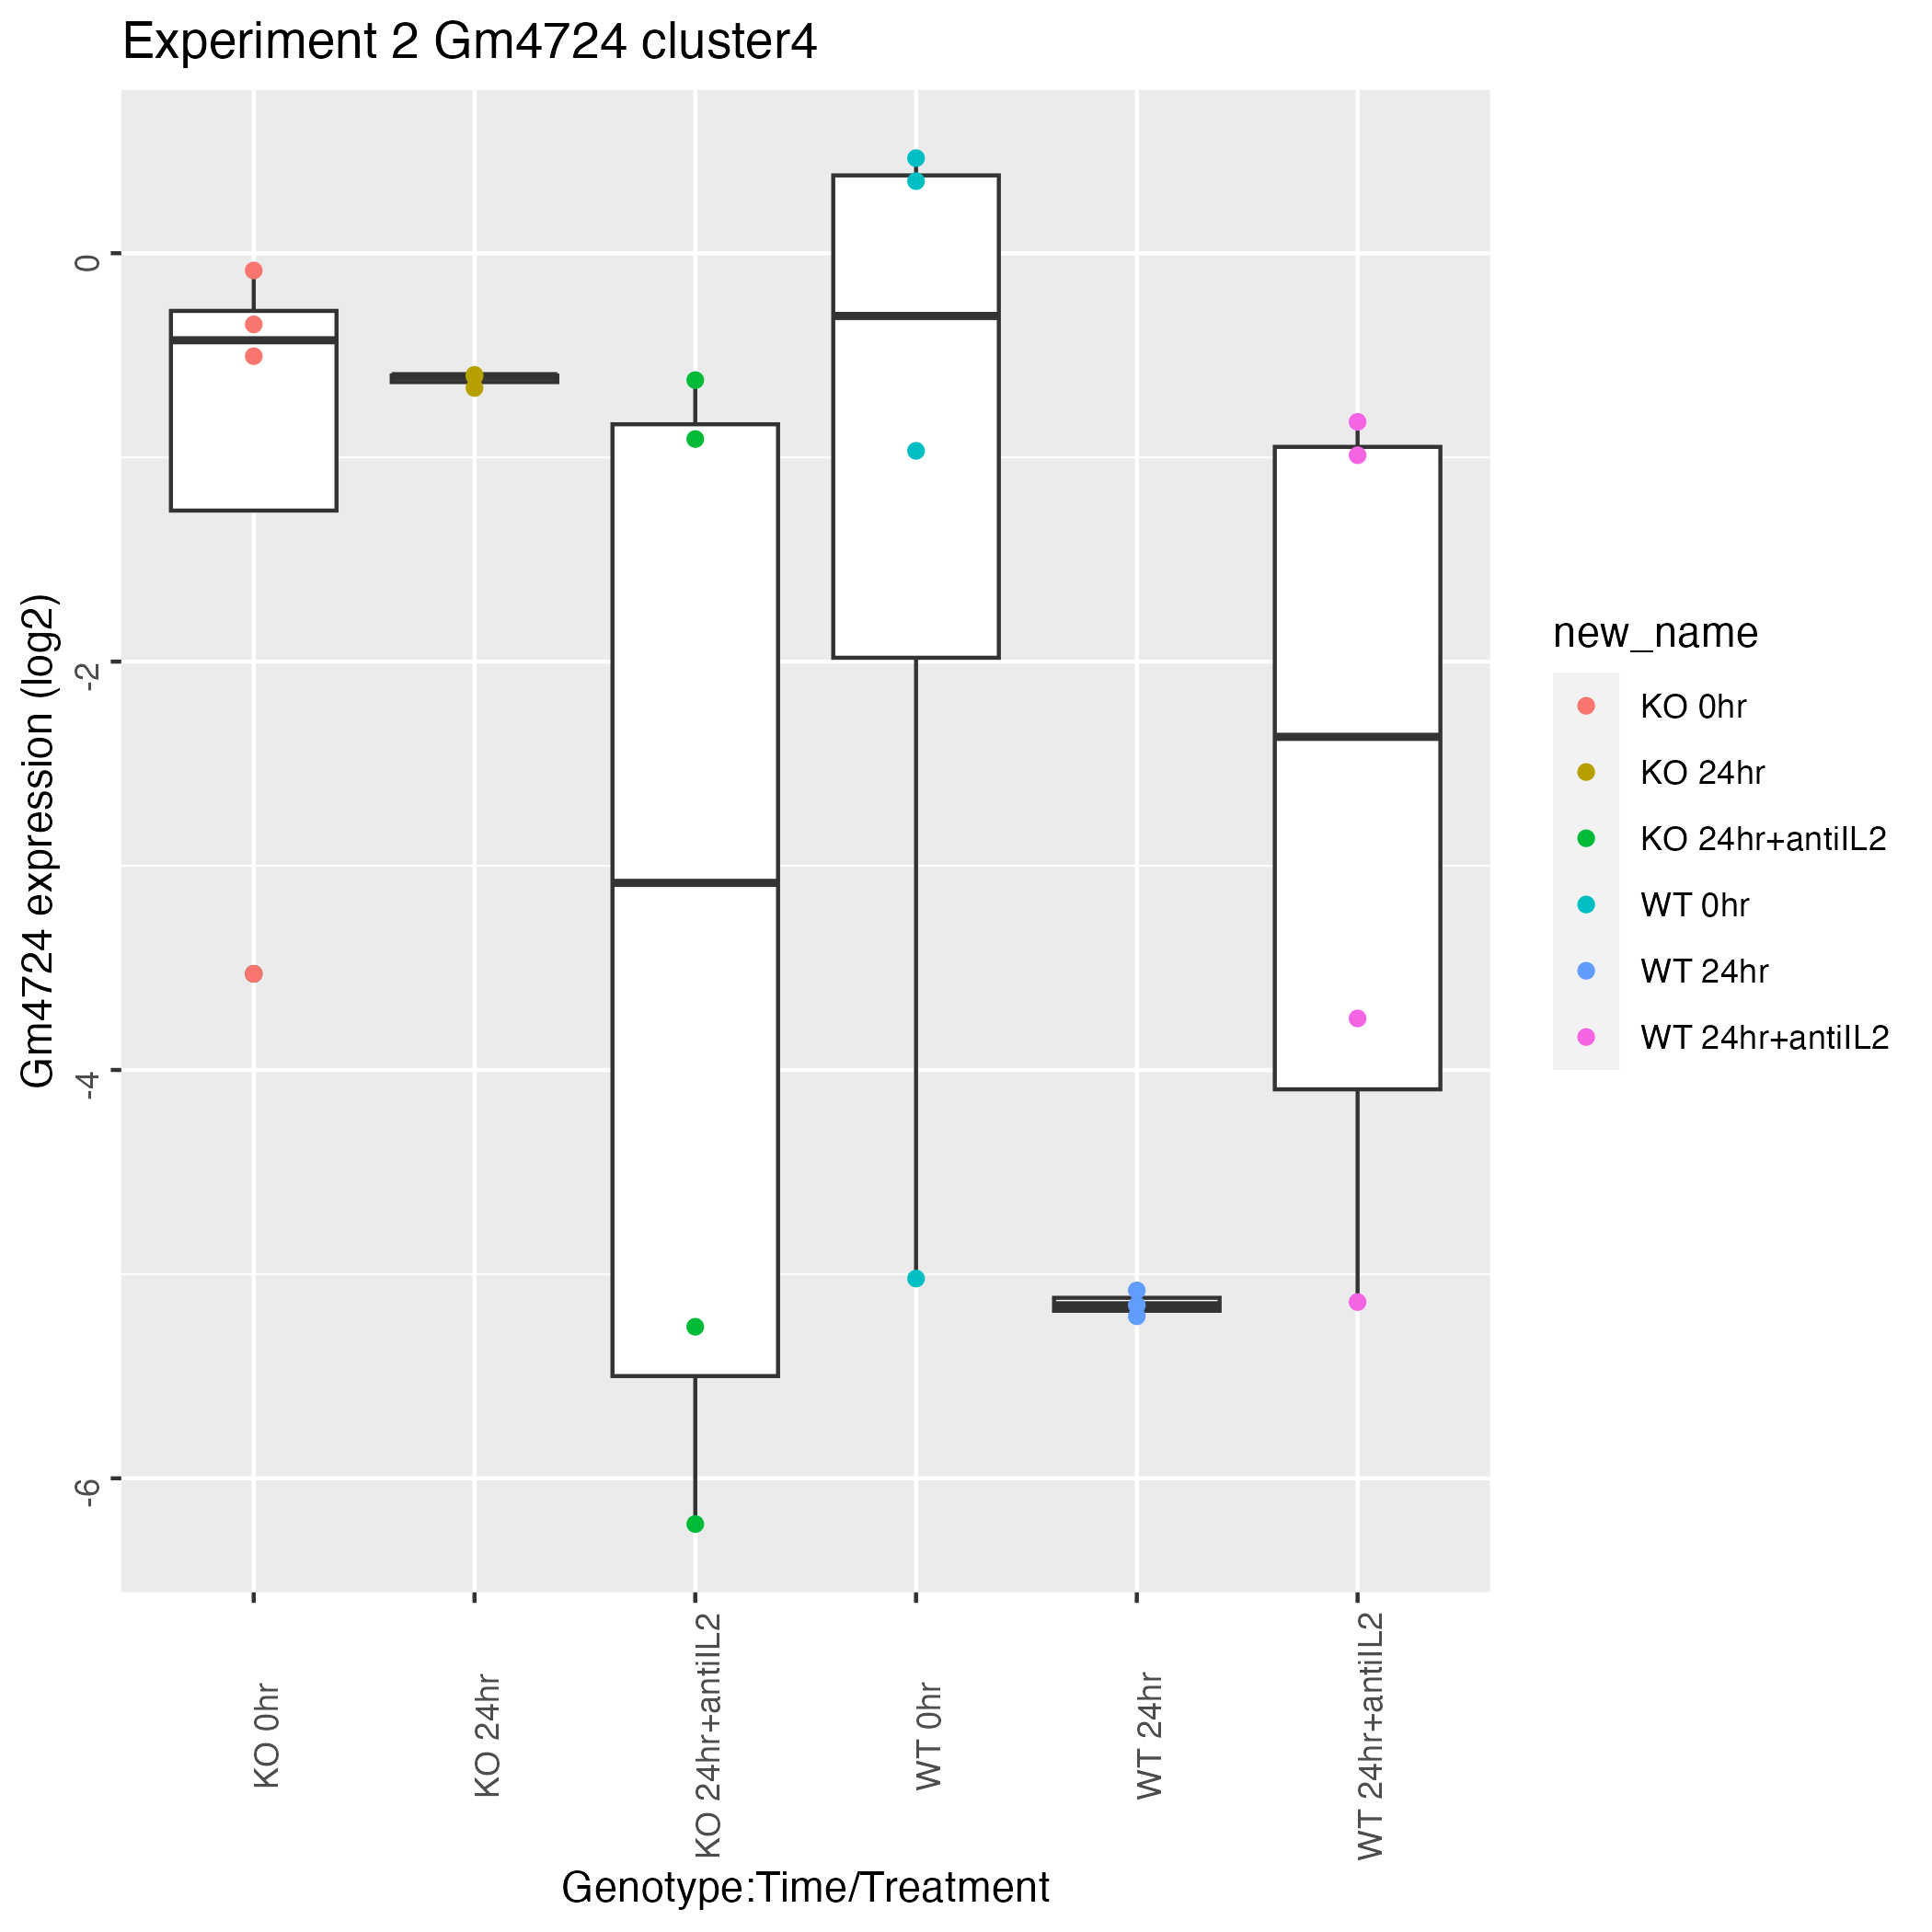 Experiment 2 Gm4724 cluster4
Gm4724 expression (log2)
0
-2
-4
-6
KO 0hr
KO 24hr
KO 24hr+antiIL2
WT 0hr
WT 24hr
WT 24hr+antiIL2
Genotype:Time/Treatment
new_name
KO 0hr
KO 24hr
KO 24hr+antiIL2
WT 0hr
WT 24hr
WT 24hr+antiIL2